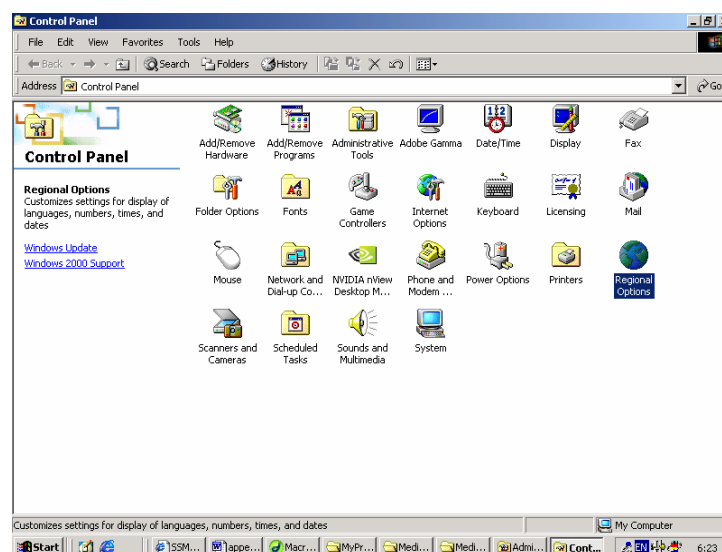 Control Panel
File Edit View Favorites Tools Help
Back Search Folders History
Address Control Panel Go
Control Panel
Regional Options
Customizes settings for display of
languages, numbers, times, and
dates
Windows Update
Windows 2000 Support
Add/Remove
Hardware
Add/Remove
Programs
Administrative
Tools
Adobe Gamma
Date/Time
Display
Fax
Folder Options
Fonts
Game
Controllers
Internet
Options
Keyboard
Licensing
Mail
Mouse
Network and
Dial-up Co...
NVIDIA nView
Desktop M...
Phone and
Modem ...
Power Options
Printers
Regional
Options
Scanners and
Cameras
Scheduled
Tasks
Sounds and
Multimedia
System
Customizes settings for display of languages, numbers, times, and dates My Computer
Start SSM... appe... Macr... MyPr... Medi... Medi... Admi... Cont... EN 6:23